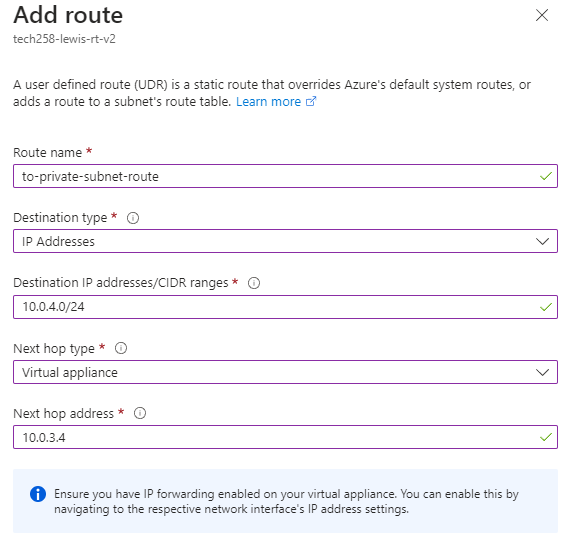 Add route
tech258-lewis-rt-v2
A user defined route (UDR) is a static route that overrides Azure's default system routes, or
adds a route to a subnet's route table. Learn more
Route name *
to-private-subnet-route
Destination type *
IP Addresses
Destination IP addresses/CIDR ranges *
10.0.4.0/24
Next hop type *
Virtual appliance
Next hop address *
10.0.3.4
Ensure you have IP forwarding enabled on your virtual appliance. You can enable this by
navigating to the respective network interface's IP address settings.